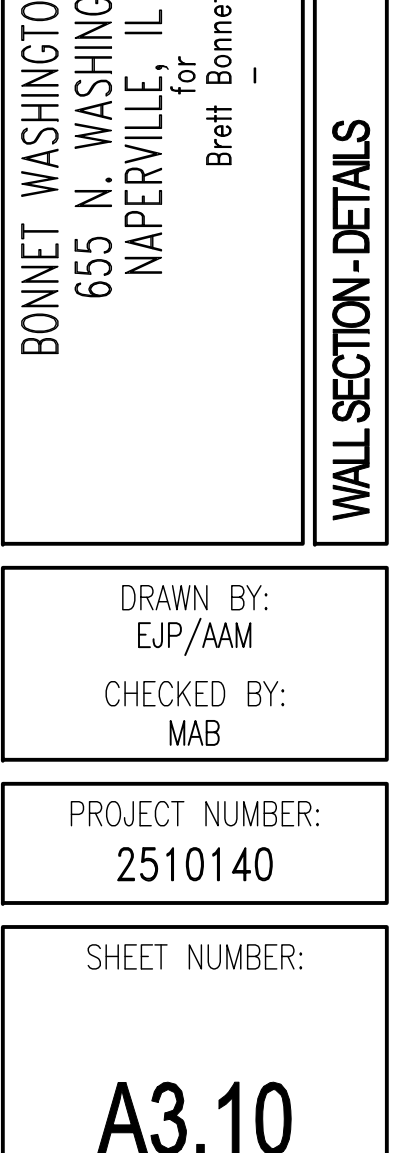 BONNET WASHINGTO
655 N. WASHING
NAPERVILLE, IL
for
Brett Bonnet
–
WALL SECTION - DETAILS
DRAWN BY:
EJP/AAM
CHECKED BY:
MAB
PROJECT NUMBER:
2510140
SHEET NUMBER:
A3.10